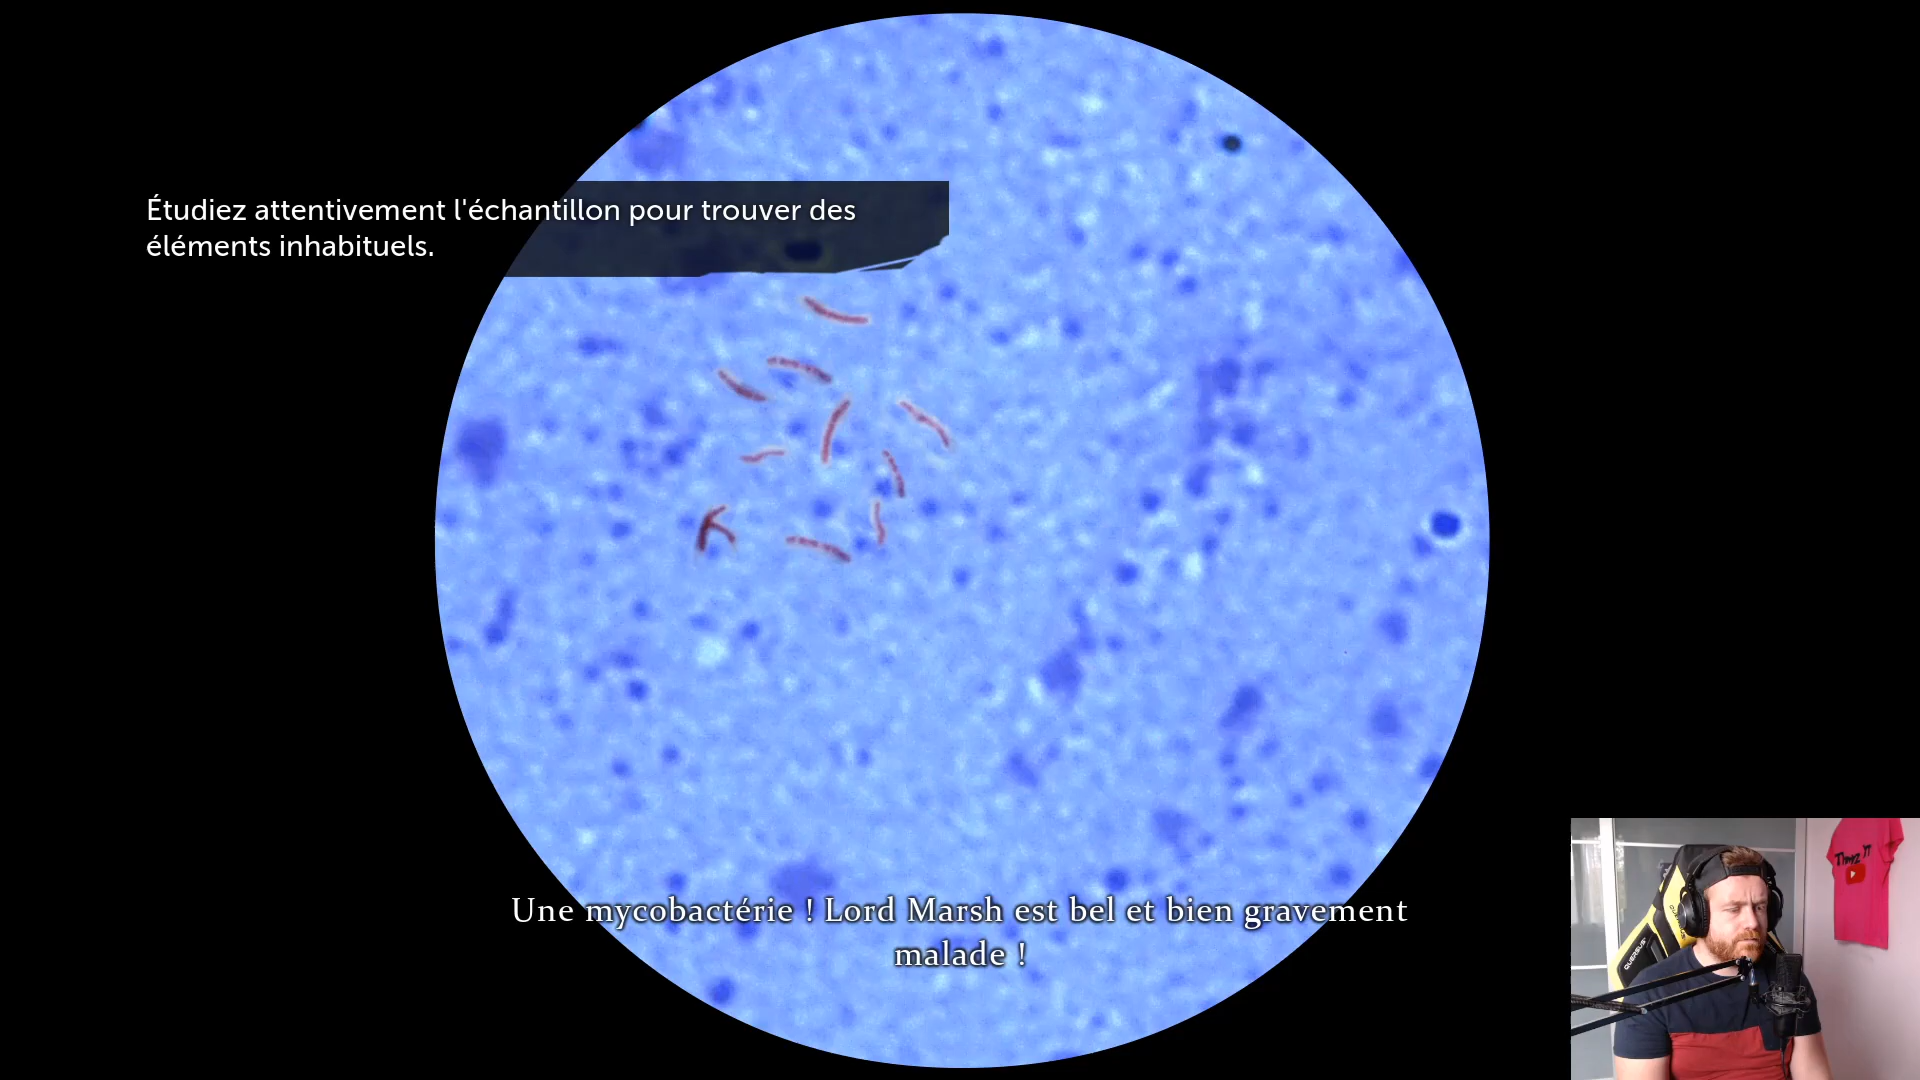 Étudiez attentivement l'échantillon pour trouver des
éléments inhabituels.
Une mycobactérie ! Lord Marsh est bel et bien gravement
malade !